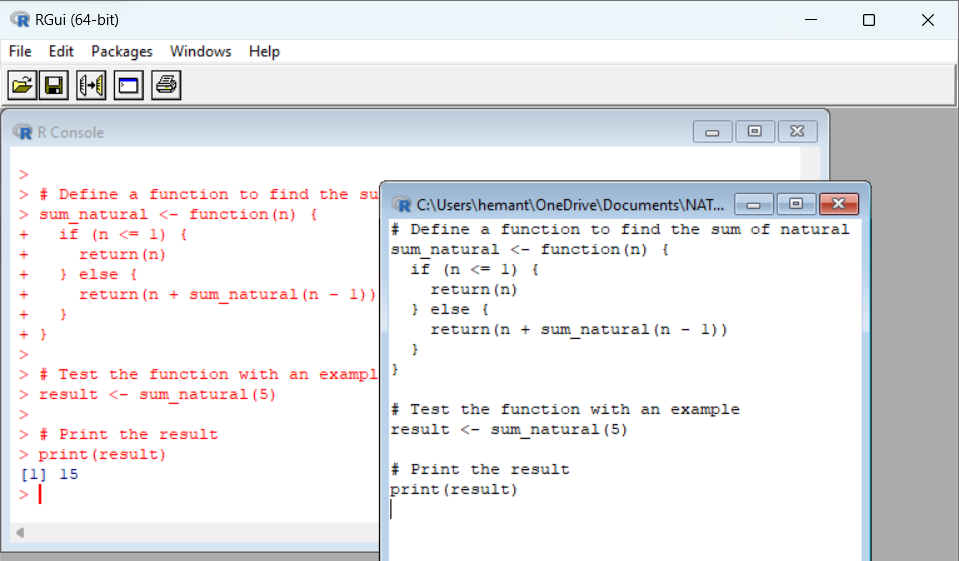 RGui (64-bit)
File Edit Packages Windows Help
R Console
>
> # Define a function to find the su
> sum_natural <- function(n) {
+   if (n <= 1) {
+     return(n)
+   } else {
+     return(n + sum_natural(n - 1))
+   }
+ }
>
> # Test the function with an exampl
> result <- sum_natural(5)
>
> # Print the result
> print(result)
[1] 15
>
C:\Users\hemant\OneDrive\Documents\NAT...
# Define a function to find the sum of natural
sum_natural <- function(n) {
  if (n <= 1) {
    return(n)
  } else {
    return(n + sum_natural(n - 1))
  }
}
# Test the function with an example
result <- sum_natural(5)
# Print the result
print(result)